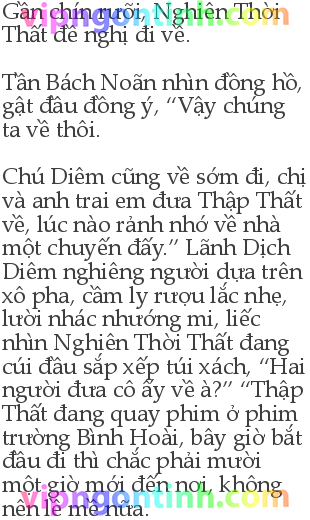 Gần chín rưỡi, Nghiên Thời
Thất đề nghị đi về.
Tần Bách Noãn nhìn đồng hồ,
gật đầu đồng ý, “Vậy chúng
ta về thôi.
Chú Diêm cũng về sớm đi, chị
và anh trai em đưa Thập Thất
về, lúc nào rảnh nhớ về nhà
một chuyến đấy.” Lãnh Dịch
Diêm nghiêng người dựa trên
xô pha, cầm ly rượu lắc nhẹ,
lười nhác nhướng mi, liếc
nhìn Nghiên Thời Thất đang
cúi đầu sắp xếp túi xách, “Hai
người đưa cô ấy về à?” “Thập
Thất đang quay phim ở phim
trường Bình Hoài, bây giờ bắt
đầu đi thì chắc phải mười
một giờ mới đến nơi, không
nên lề mề nữa.
vipngontinh.com
vipngontinh.com